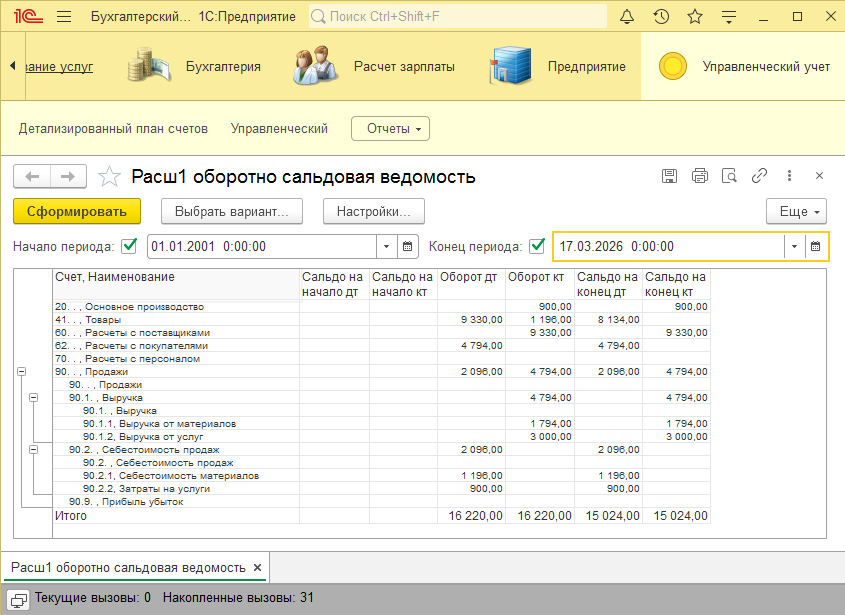 1С Бухгалтерский... 1С:Предприятие Поиск Ctrl+Shift+F
вание услуг Бухгалтерия Расчет зарплаты Предприятие Управленческий учет
Детализированный план счетов Управленческий Отчеты
Расш1 оборотно сальдовая ведомость
Сформировать Выбрать вариант... Настройки... Еще
Начало периода: 01.01.2001 0:00:00 Конец периода: 17.03.2026 0:00:00
Счет, Наименование Сальдо на Сальдо на Оборот дт Оборот кт Сальдо на Сальдо на
начало дт начало кт конец дт конец кт
20. . , Основное производство 900,00 900,00
41. . , Товары 9 330,00 1 196,00 8 134,00
60. . , Расчеты с поставщиками 9 330,00 9 330,00
62. . , Расчеты с покупателями 4 794,00 4 794,00
70. . , Расчеты с персоналом
90. . , Продажи 2 096,00 4 794,00 2 096,00 4 794,00
90. . , Продажи
90.1. , Выручка 4 794,00 4 794,00
90.1. , Выручка
90.1.1, Выручка от материалов 1 794,00 1 794,00
90.1.2, Выручка от услуг 3 000,00 3 000,00
90.2. , Себестоимость продаж 2 096,00 2 096,00
90.2. , Себестоимость продаж
90.2.1, Себестоимость материалов 1 196,00 1 196,00
90.2.2, Затраты на услуги 900,00 900,00
90.9. , Прибыль убыток
Итого 16 220,00 16 220,00 15 024,00 15 024,00
Расш1 оборотно сальдовая ведомость
Текущие вызовы: 0 Накопленные вызовы: 31